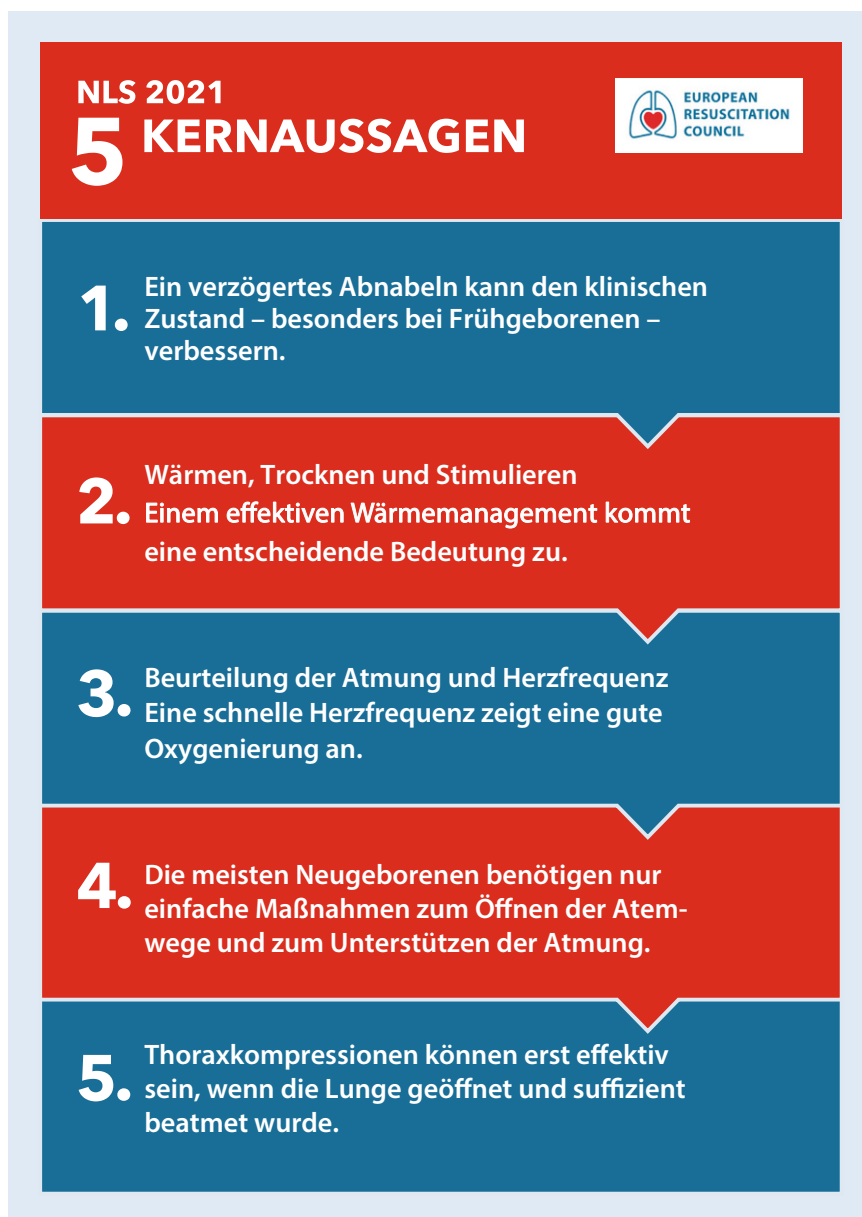 NLS 2021
5 KERNAUSSAGEN
EUROPEAN
RESUSCITATION
COUNCIL
1. Ein verzögertes Abnabeln kann den klinischen
Zustand – besonders bei Frühgeborenen –
verbessern.
2. Wärmen, Trocknen und Stimulieren
Einem effektiven Wärmemanagement kommt
eine entscheidende Bedeutung zu.
3. Beurteilung der Atmung und Herzfrequenz
Eine schnelle Herzfrequenz zeigt eine gute
Oxygenierung an.
4. Die meisten Neugeborenen benötigen nur
einfache Maßnahmen zum Öffnen der Atem-
wege und zum Unterstützen der Atmung.
5. Thoraxkompressionen können erst effektiv
sein, wenn die Lunge geöffnet und suffizient
beatmet wurde.